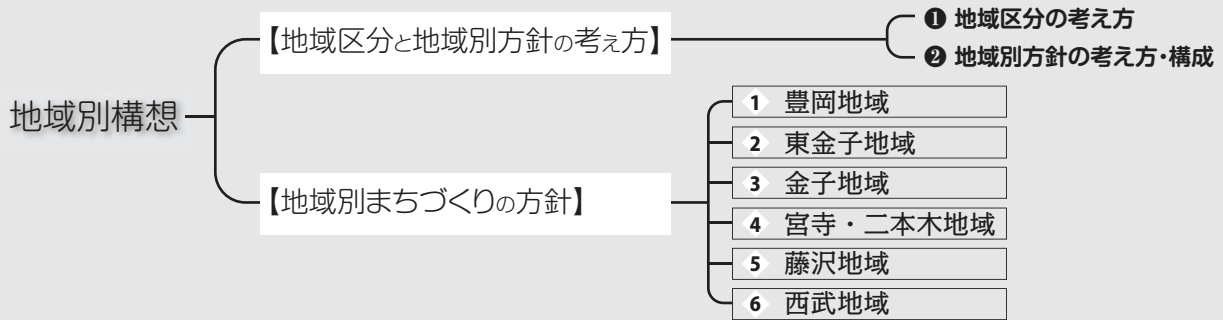 地域別構想
【地域区分と地域別方針の考え方】
❶ 地域区分の考え方
❷ 地域別方針の考え方・構成
【地域別まちづくりの方針】
1 豊岡地域
2 東金子地域
3 金子地域
4 宮寺・二本木地域
5 藤沢地域
6 西武地域